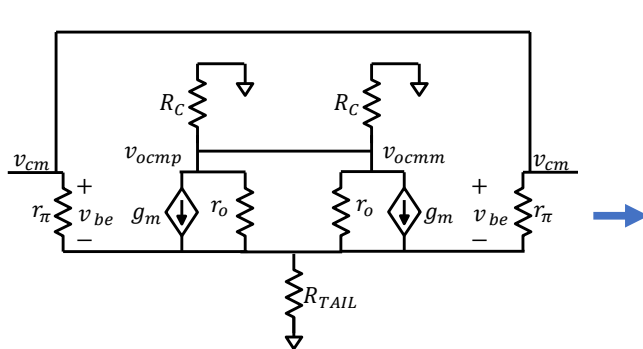 R_C R_C
v_ocmp v_ocmm
v_cm v_cm
+ +
r_π v_be g_m r_o r_o g_m v_be r_π
− −
R_TAIL